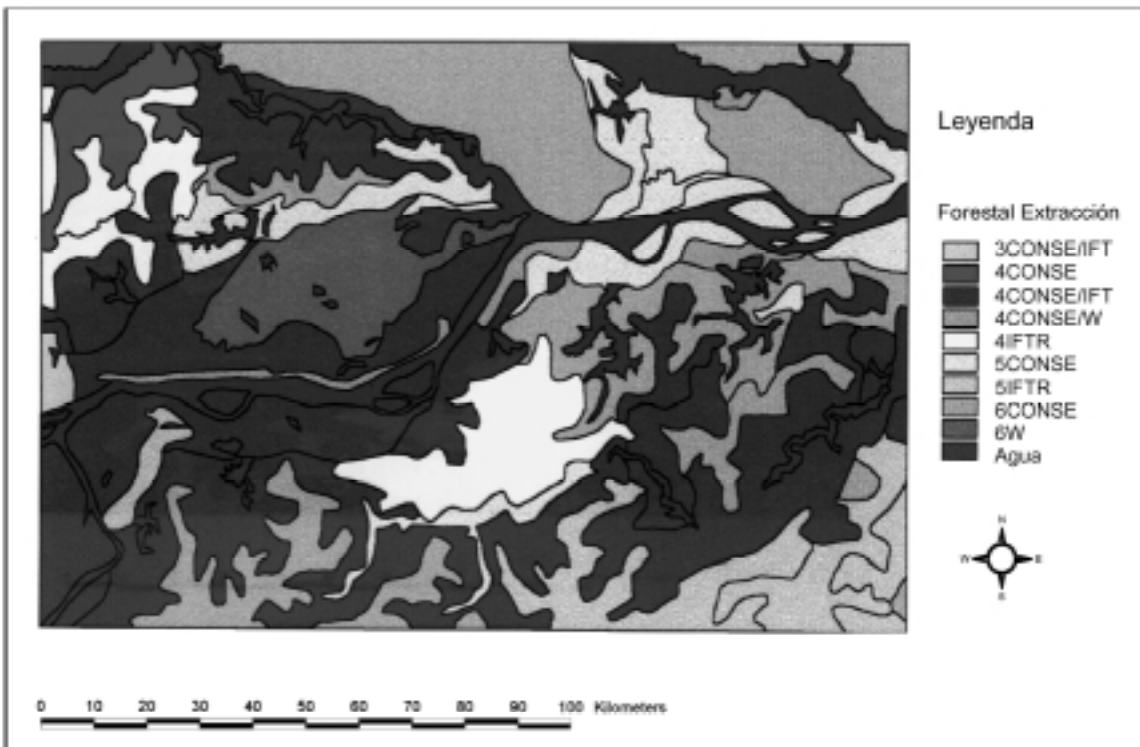 Leyenda
Forestal Extracción
3CONSE/IFT
4CONSE
4CONSE/IFT
4CONSE/W
4IFTR
5CONSE
5IFTR
6CONSE
6W
Agua
N
W E
S
0 10 20 30 40 50 60 70 80 90 100 Kilometers